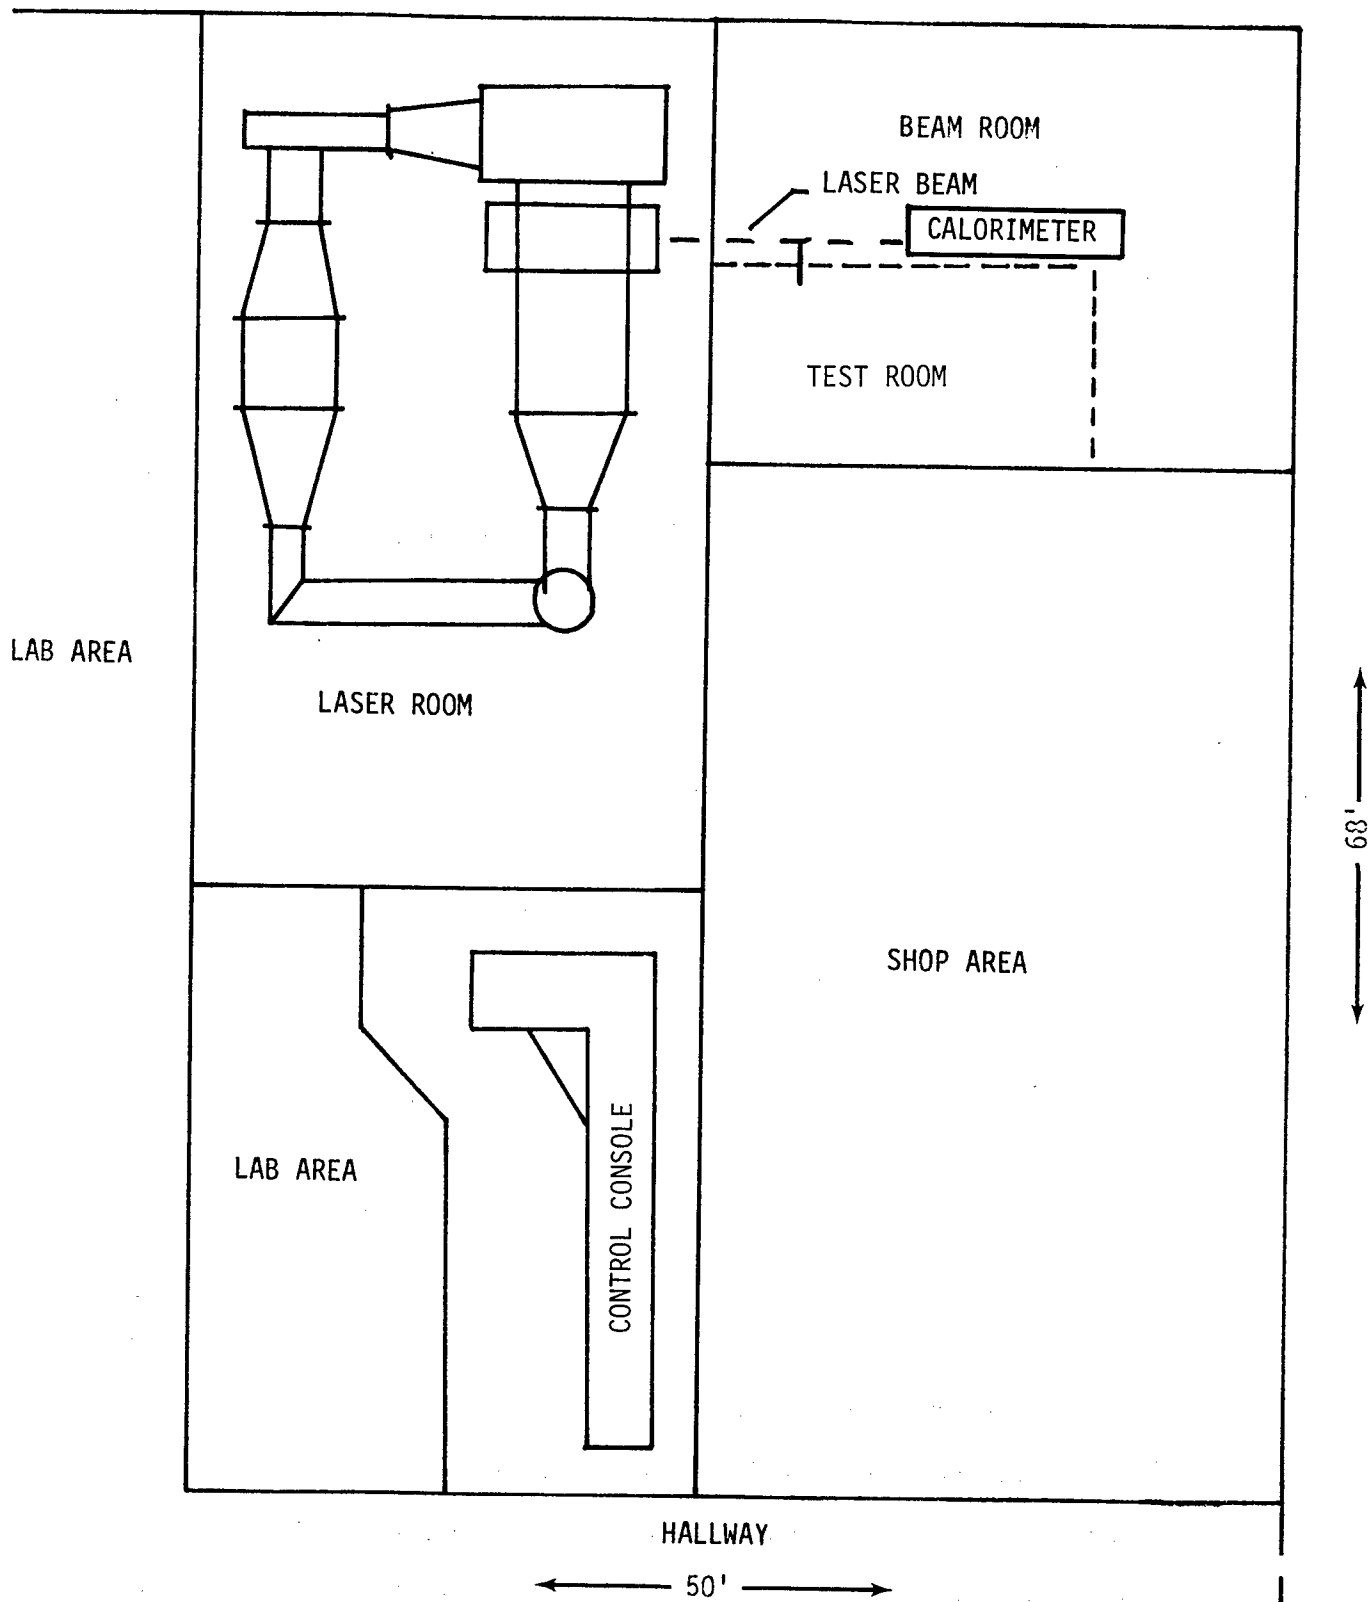 BEAM ROOM
LASER BEAM
CALORIMETER
TEST ROOM
LAB AREA
LASER ROOM
68'
SHOP AREA
CONTROL CONSOLE
LAB AREA
HALLWAY
50'